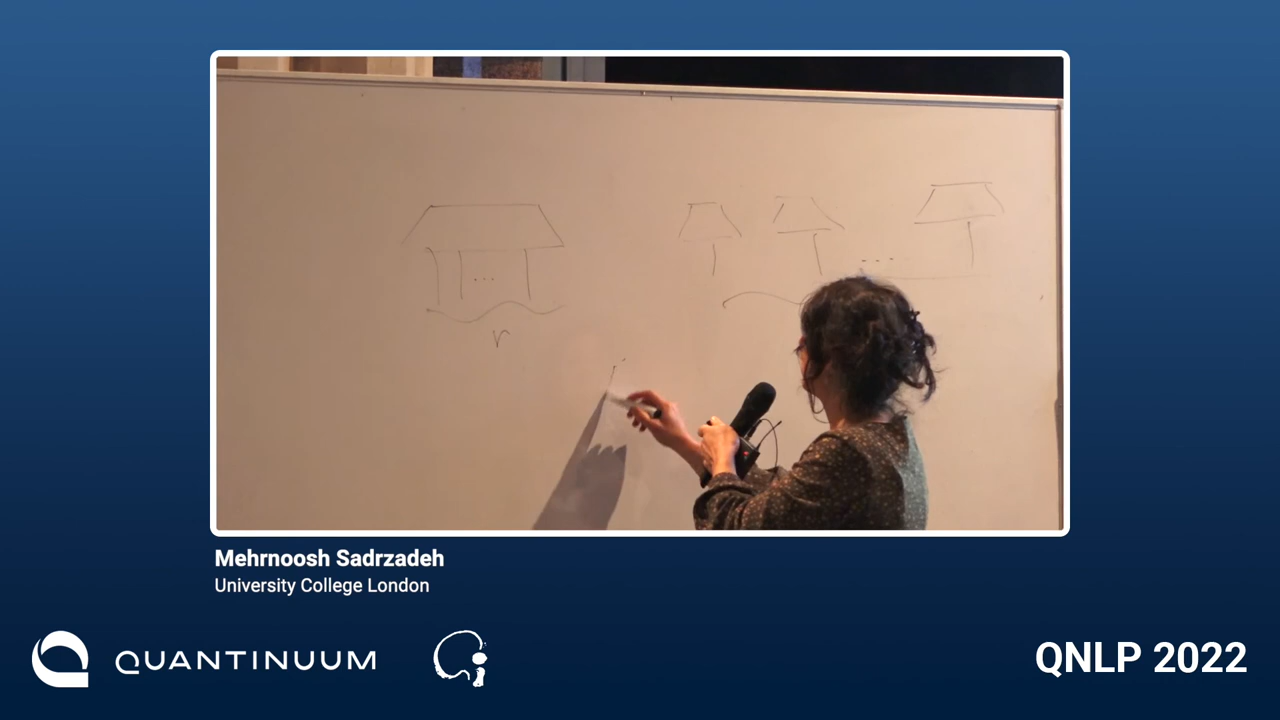 r
Mehrnoosh Sadrzadeh
University College London
QUANTINUUM
QNLP 2022